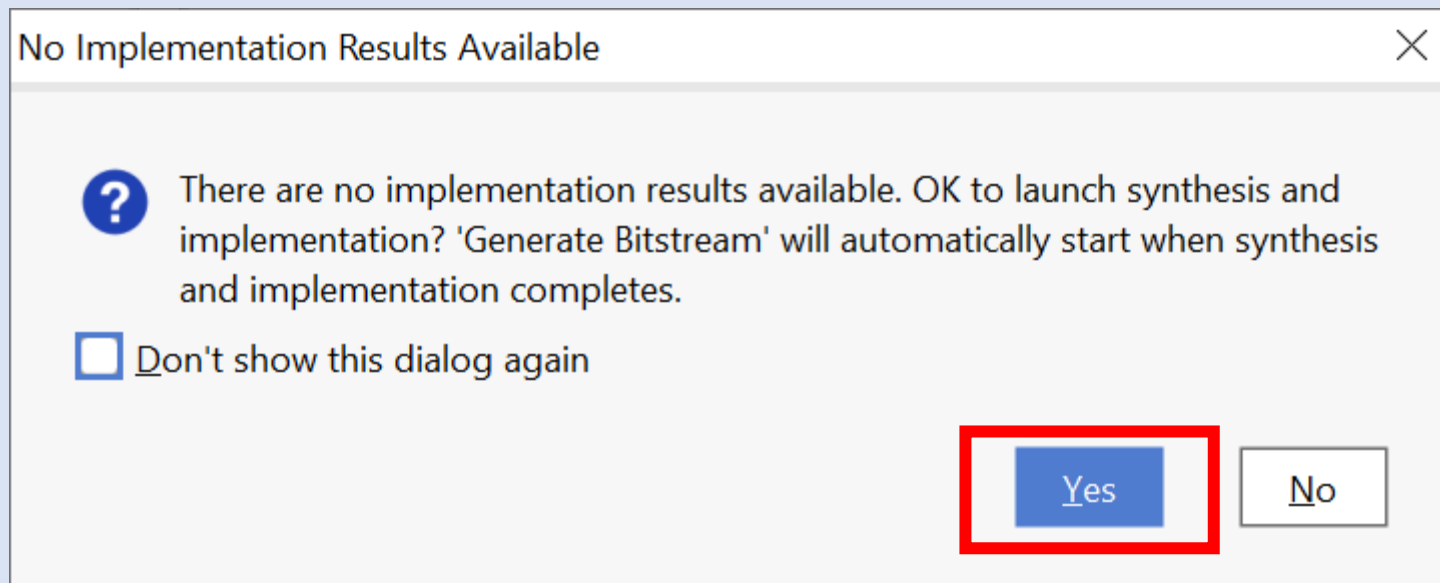 No Implementation Results Available
There are no implementation results available. OK to launch synthesis and
implementation? 'Generate Bitstream' will automatically start when synthesis
and implementation completes.
Don't show this dialog again
Yes
No